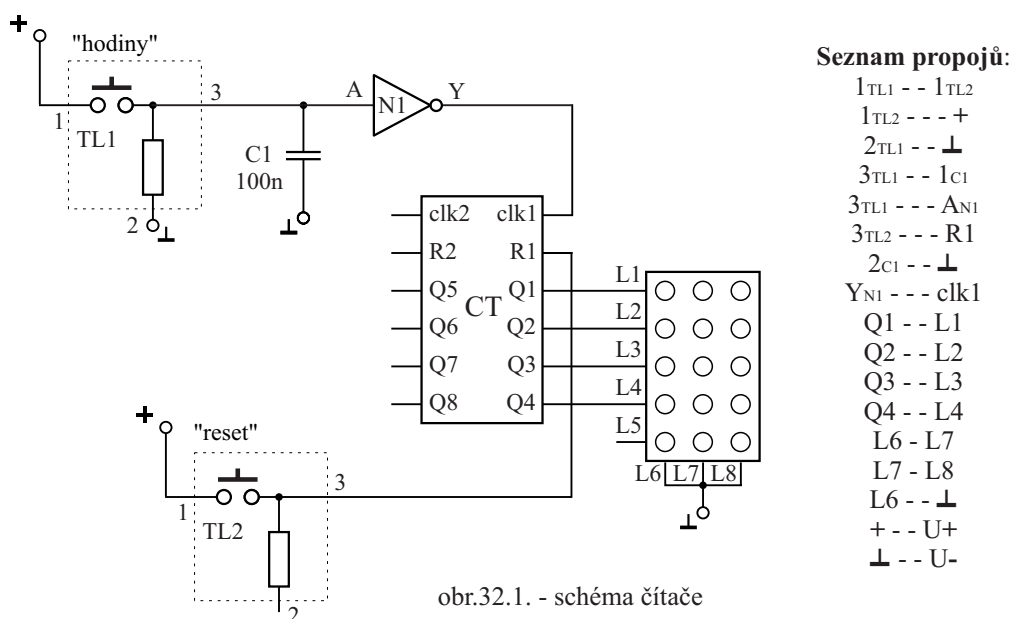 +
"hodiny"
1
TL1
3
2
⊥
C1
100n
⊥
A
N1
Y
clk2 clk1
R2 R1
Q5 Q1
CT
Q6 Q2
Q7 Q3
Q8 Q4
L1
L2
L3
L4
L5
L6 L7 L8
⊥
+
"reset"
1
TL2
3
2
obr.32.1. - schéma čítače
Seznam propojů:
1TL1 - - 1TL2
1TL2 - - - +
2TL1 - - ⊥
3TL1 - - 1C1
3TL1 - - - AN1
3TL2 - - - R1
2C1 - - ⊥
YN1 - - - clk1
Q1 - - L1
Q2 - - L2
Q3 - - L3
Q4 - - L4
L6 - L7
L7 - L8
L6 - - ⊥
+ - - U+
⊥ - - U-